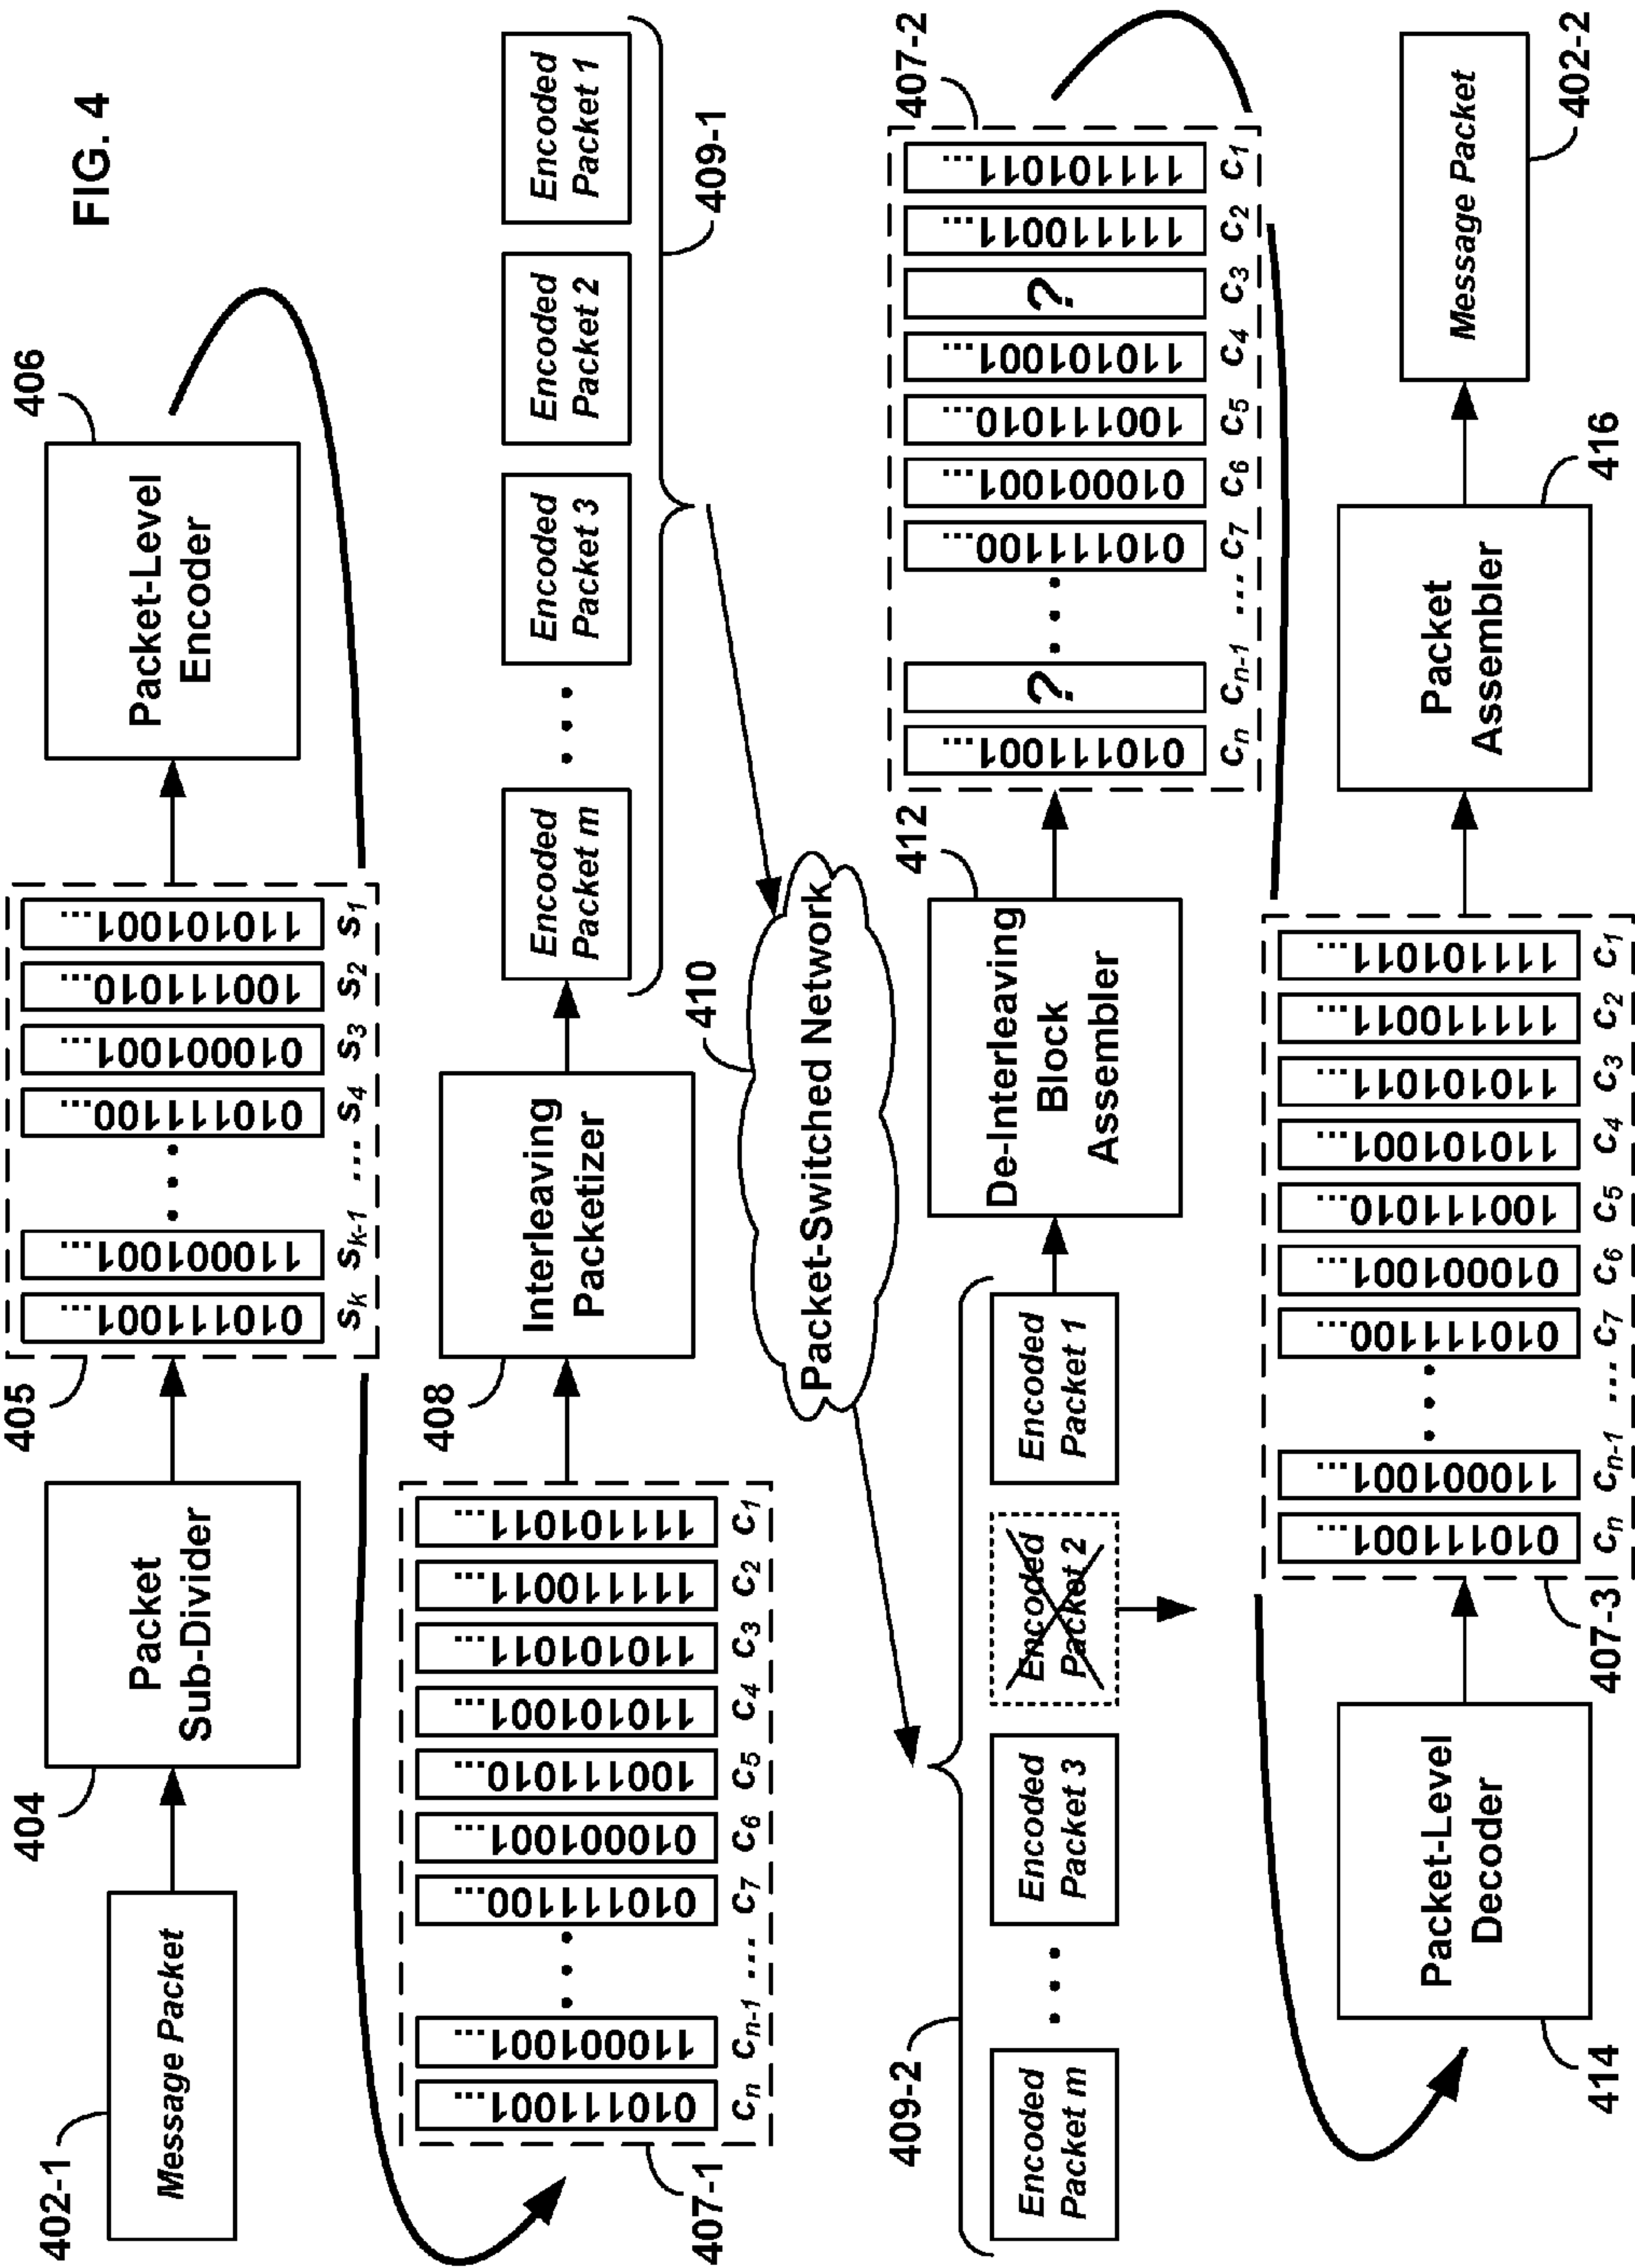 FIG. 4
402-1
Message Packet
404
Packet
Sub-Divider
405
010111001...
110001001...
. . .
010111100...
010001001...
100111010...
110101001...
sk sk-1 ... s4 s3 s2 s1
406
Packet-Level
Encoder
407-1
010111001...
110001001...
. . .
010111100...
010001001...
100111010...
110101001...
110101011...
111110011...
111101011...
cn cn-1 ... c7 c6 c5 c4 c3 c2 c1
408
Interleaving
Packetizer
Encoded
Packet m
. . .
Encoded
Packet 3
Encoded
Packet 2
Encoded
Packet 1
409-1
410
Packet-Switched Network
409-2
Encoded
Packet m
. . .
Encoded
Packet 3
Encoded
Packet 2
Encoded
Packet 1
412
De-Interleaving
Block
Assembler
407-2
010111001...
?
. . .
010111100...
010001001...
100111010...
110101001...
?
111110011...
111101011...
cn cn-1 ... c7 c6 c5 c4 c3 c2 c1
414
Packet-Level
Decoder
407-3
010111001...
110001001...
. . .
010111100...
010001001...
100111010...
110101001...
110101011...
111110011...
111101011...
cn cn-1 ... c7 c6 c5 c4 c3 c2 c1
Packet
Assembler
416
Message Packet
402-2